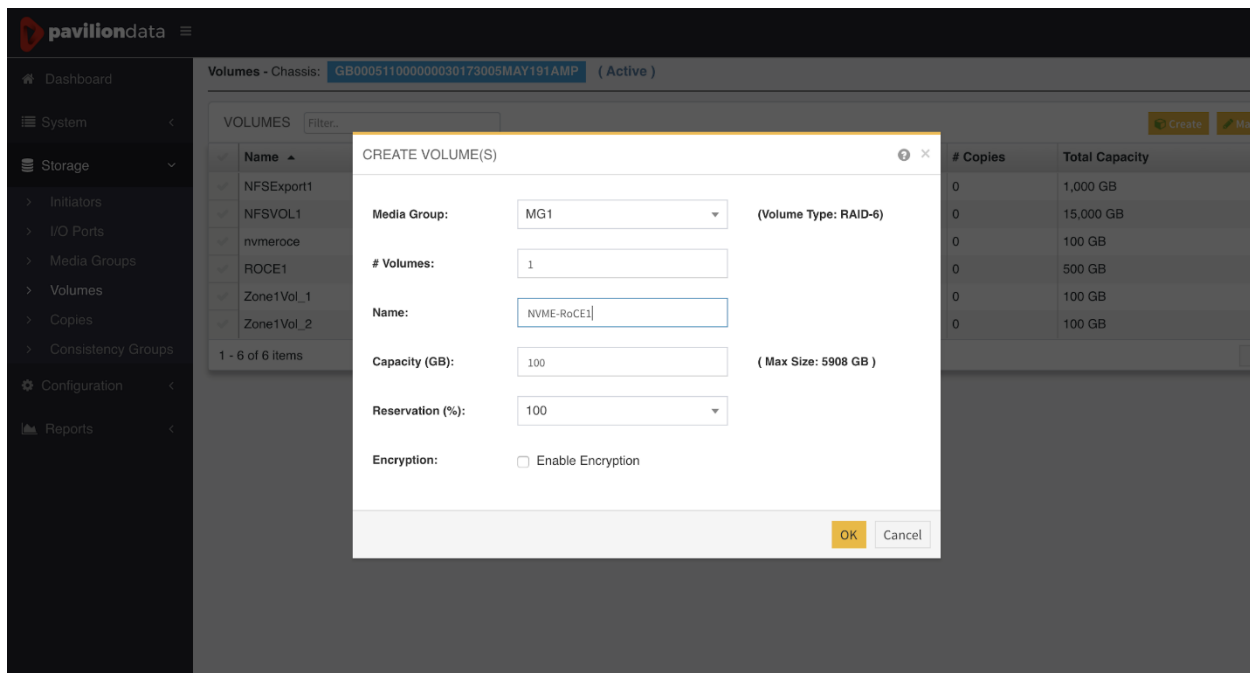 paviliondata
Dashboard
System
Storage
Initiators
I/O Ports
Media Groups
Volumes
Copies
Consistency Groups
Configuration
Reports
Volumes - Chassis: GB000511000000030173005MAY191AMP ( Active )
VOLUMES Filter..
Create
Name # Copies Total Capacity
NFSExport1 0 1,000 GB
NFSVOL1 0 15,000 GB
nvmeroce 0 100 GB
ROCE1 0 500 GB
Zone1Vol_1 0 100 GB
Zone1Vol_2 0 100 GB
1 - 6 of 6 items
CREATE VOLUME(S)
Media Group: MG1 (Volume Type: RAID-6)
# Volumes: 1
Name: NVME-RoCE1
Capacity (GB): 100 ( Max Size: 5908 GB )
Reservation (%): 100
Encryption: Enable Encryption
OK Cancel